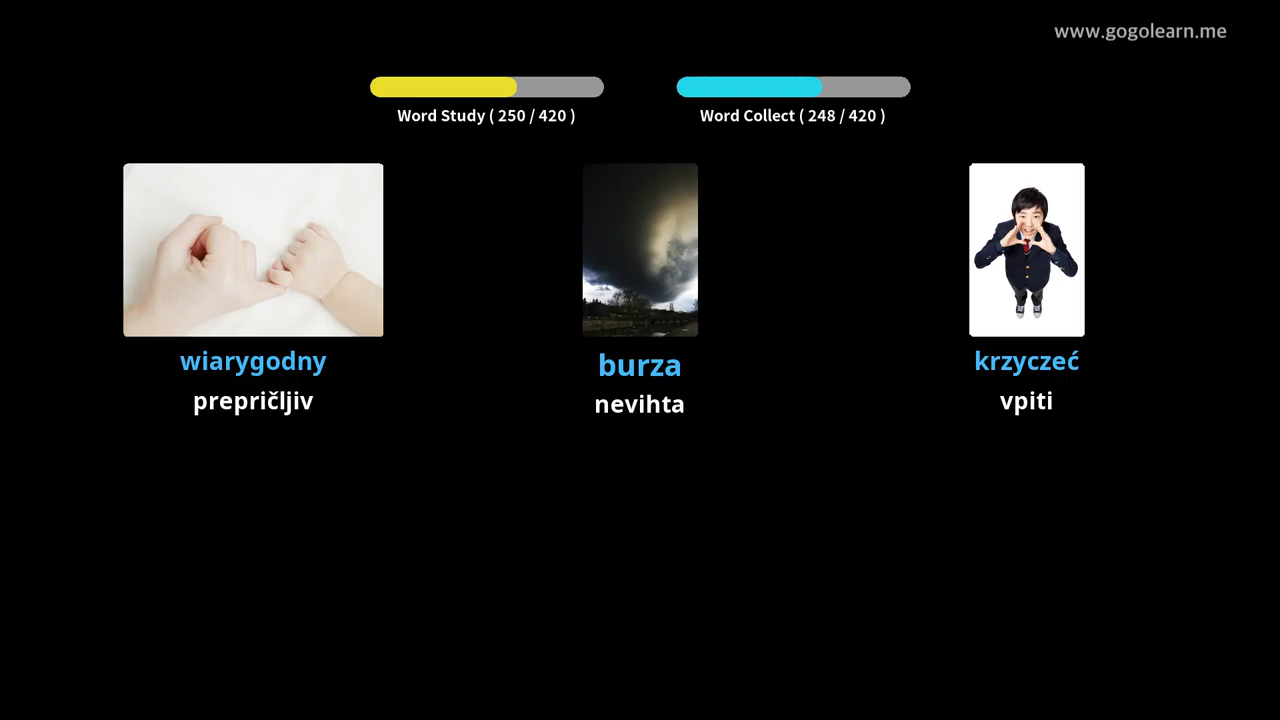 www.gogolearn.me
Word Study ( 250 / 420 )
Word Collect ( 248 / 420 )
wiarygodny
prepričljiv
burza
nevihta
krzyczeć
vpiti